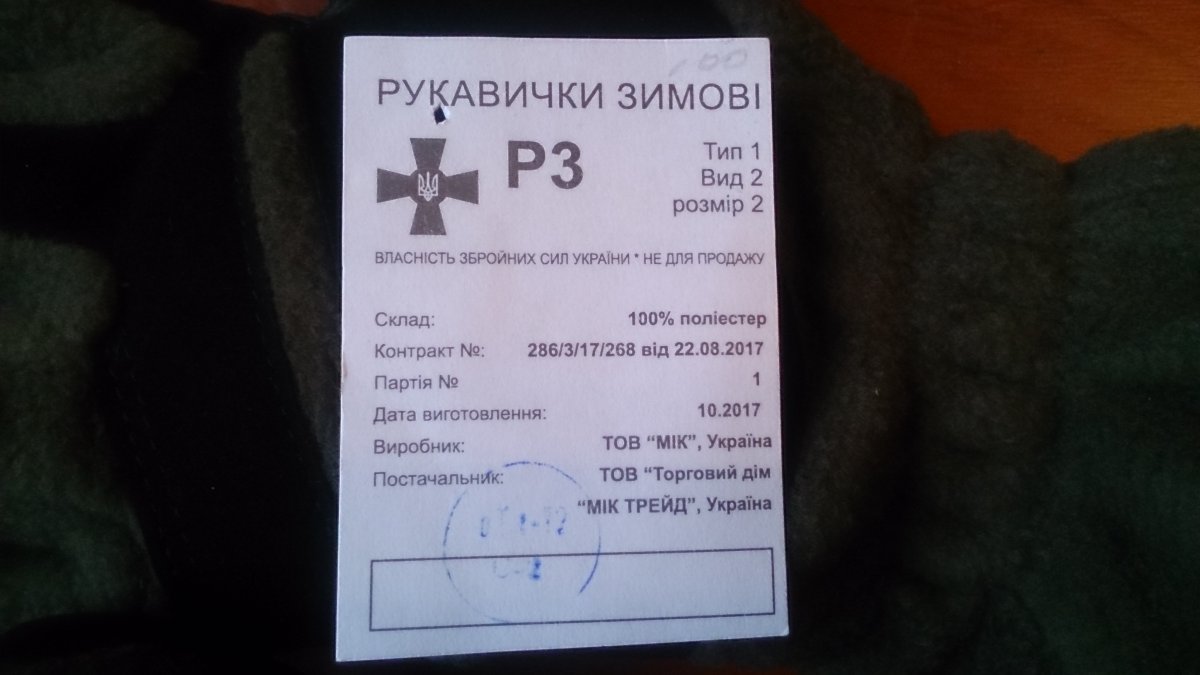 РУКАВИЧКИ ЗИМОВІ
РЗ
Тип 1
Вид 2
розмір 2
ВЛАСНІСТЬ ЗБРОЙНИХ СИЛ УКРАЇНИ * НЕ ДЛЯ ПРОДАЖУ
Склад: 100% поліестер
Контракт №: 286/3/17/268 від 22.08.2017
Партія № 1
Дата виготовлення: 10.2017
Виробник: ТОВ “МІК”, Україна
Постачальник: ТОВ “Торговий дім
“МІК ТРЕЙД”, Україна